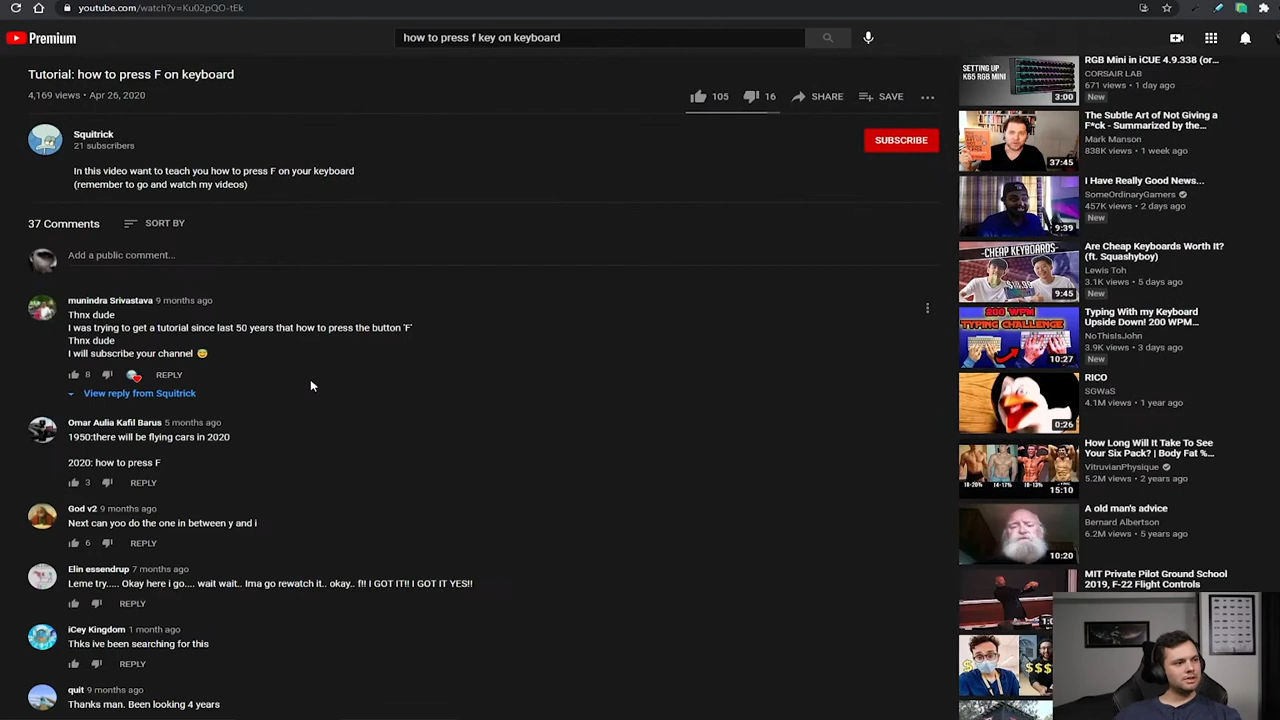 youtube.com/watch?v=Ku02pQO-tEk
Premium
how to press f key on keyboard
Tutorial: how to press F on keyboard
4,169 views • Apr 26, 2020
105
16
SHARE
SAVE
Squitrick
21 subscribers
SUBSCRIBE
In this video want to teach you how to press F on your keyboard
(remember to go and watch my videos)
37 Comments
SORT BY
Add a public comment...
munindra Srivastava 9 months ago
Thnx dude
I was trying to get a tutorial since last 50 years that how to press the button 'F'
Thnx dude
I will subscribe your channel 😇
8
REPLY
View reply from Squitrick
Omar Aulia Kafil Barus 5 months ago
1950:there will be flying cars in 2020
2020: how to press F
3
REPLY
God v2 9 months ago
Next can yoo do the one in between y and i
6
REPLY
Elin essendrup 7 months ago
Leme try..... Okay here i go.... wait wait.. Ima go rewatch it.. okay.. f!! I GOT IT!! I GOT IT YES!!
REPLY
iCey Kingdom 1 month ago
Thks ive been searching for this
REPLY
quit 9 months ago
Thanks man. Been looking 4 years
SETTING UP
K65 RGB MINI
3:00
RGB Mini in iCUE 4.9.338 (or...
CORSAIR LAB
671 views • 1 day ago
New
37:45
The Subtle Art of Not Giving a
F*ck - Summarized by the...
Mark Manson
838K views • 1 week ago
9:39
I Have Really Good News...
SomeOrdinaryGamers
457K views • 2 days ago
New
CHEAP KEYBOARDS
9:45
Are Cheap Keyboards Worth It?
(ft. Squashyboy)
Lewis Toh
3.1K views • 5 days ago
New
200 WPM
TYPING CHALLENGE
10:27
Typing With my Keyboard
Upside Down! 200 WPM...
NoThisIsJohn
3.9K views • 3 days ago
New
0:26
RICO
SGWaS
4.1M views • 1 year ago
15:10
How Long Will It Take To See
Your Six Pack? | Body Fat %...
VitruvianPhysique
5.2M views • 2 years ago
10:20
A old man's advice
Bernard Albertson
6.2M views • 5 years ago
MIT Private Pilot Ground School
2019, F-22 Flight Controls
$
$$$